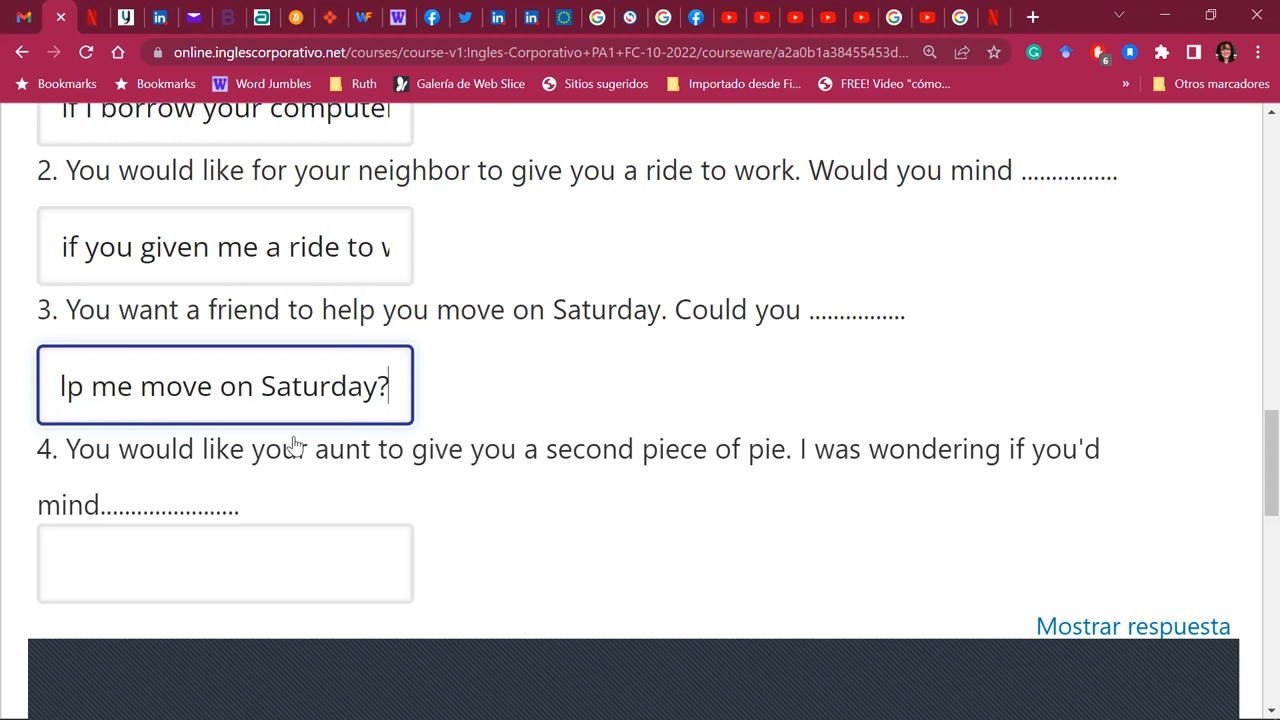 online.inglescorporativo.net/courses/course-v1:Ingles-Corporativo+PA1+FC-10-2022/courseware/a2a0b1a38455453d...
6
Bookmarks Bookmarks Word Jumbles Ruth Galería de Web Slice Sitios sugeridos Importado desde Fi... FREE! Video "cómo... » Otros marcadores
if I borrow your computer
2. You would like for your neighbor to give you a ride to work. Would you mind ................
if you given me a ride to
3. You want a friend to help you move on Saturday. Could you ................
lp me move on Saturday?
4. You would like your aunt to give you a second piece of pie. I was wondering if you'd
mind.......................
Mostrar respuesta